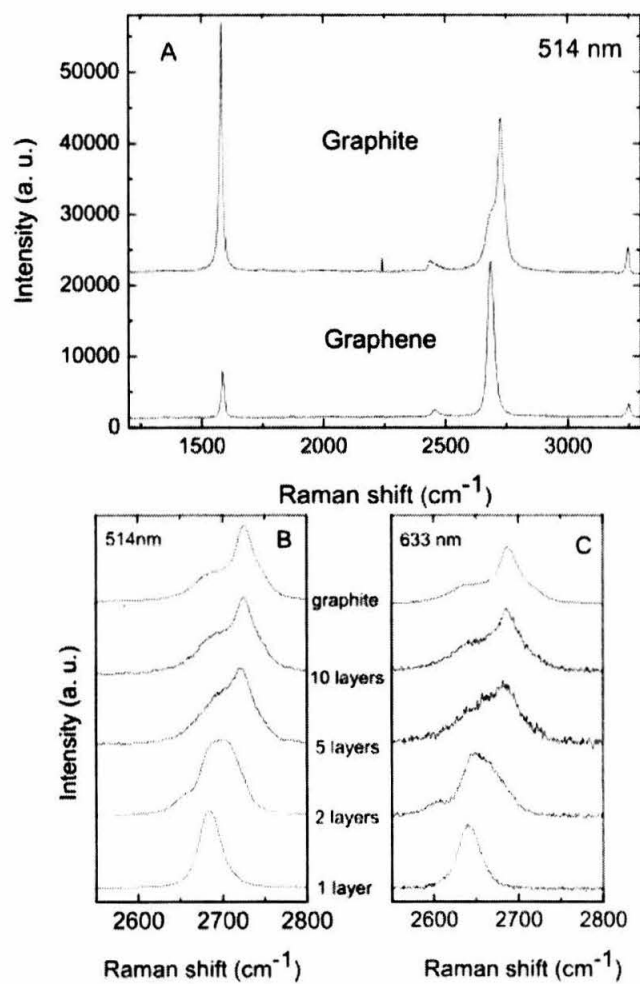 A
514 nm
Intensity (a. u.)
50000
40000
30000
20000
10000
0
Graphite
Graphene
1500
2000
2500
3000
Raman shift (cm⁻¹)
514nm
B
633 nm
C
Intensity (a. u.)
graphite
10 layers
5 layers
2 layers
1 layer
2600
2700
2800
2600
2700
2800
Raman shift (cm⁻¹)
Raman shift (cm⁻¹)